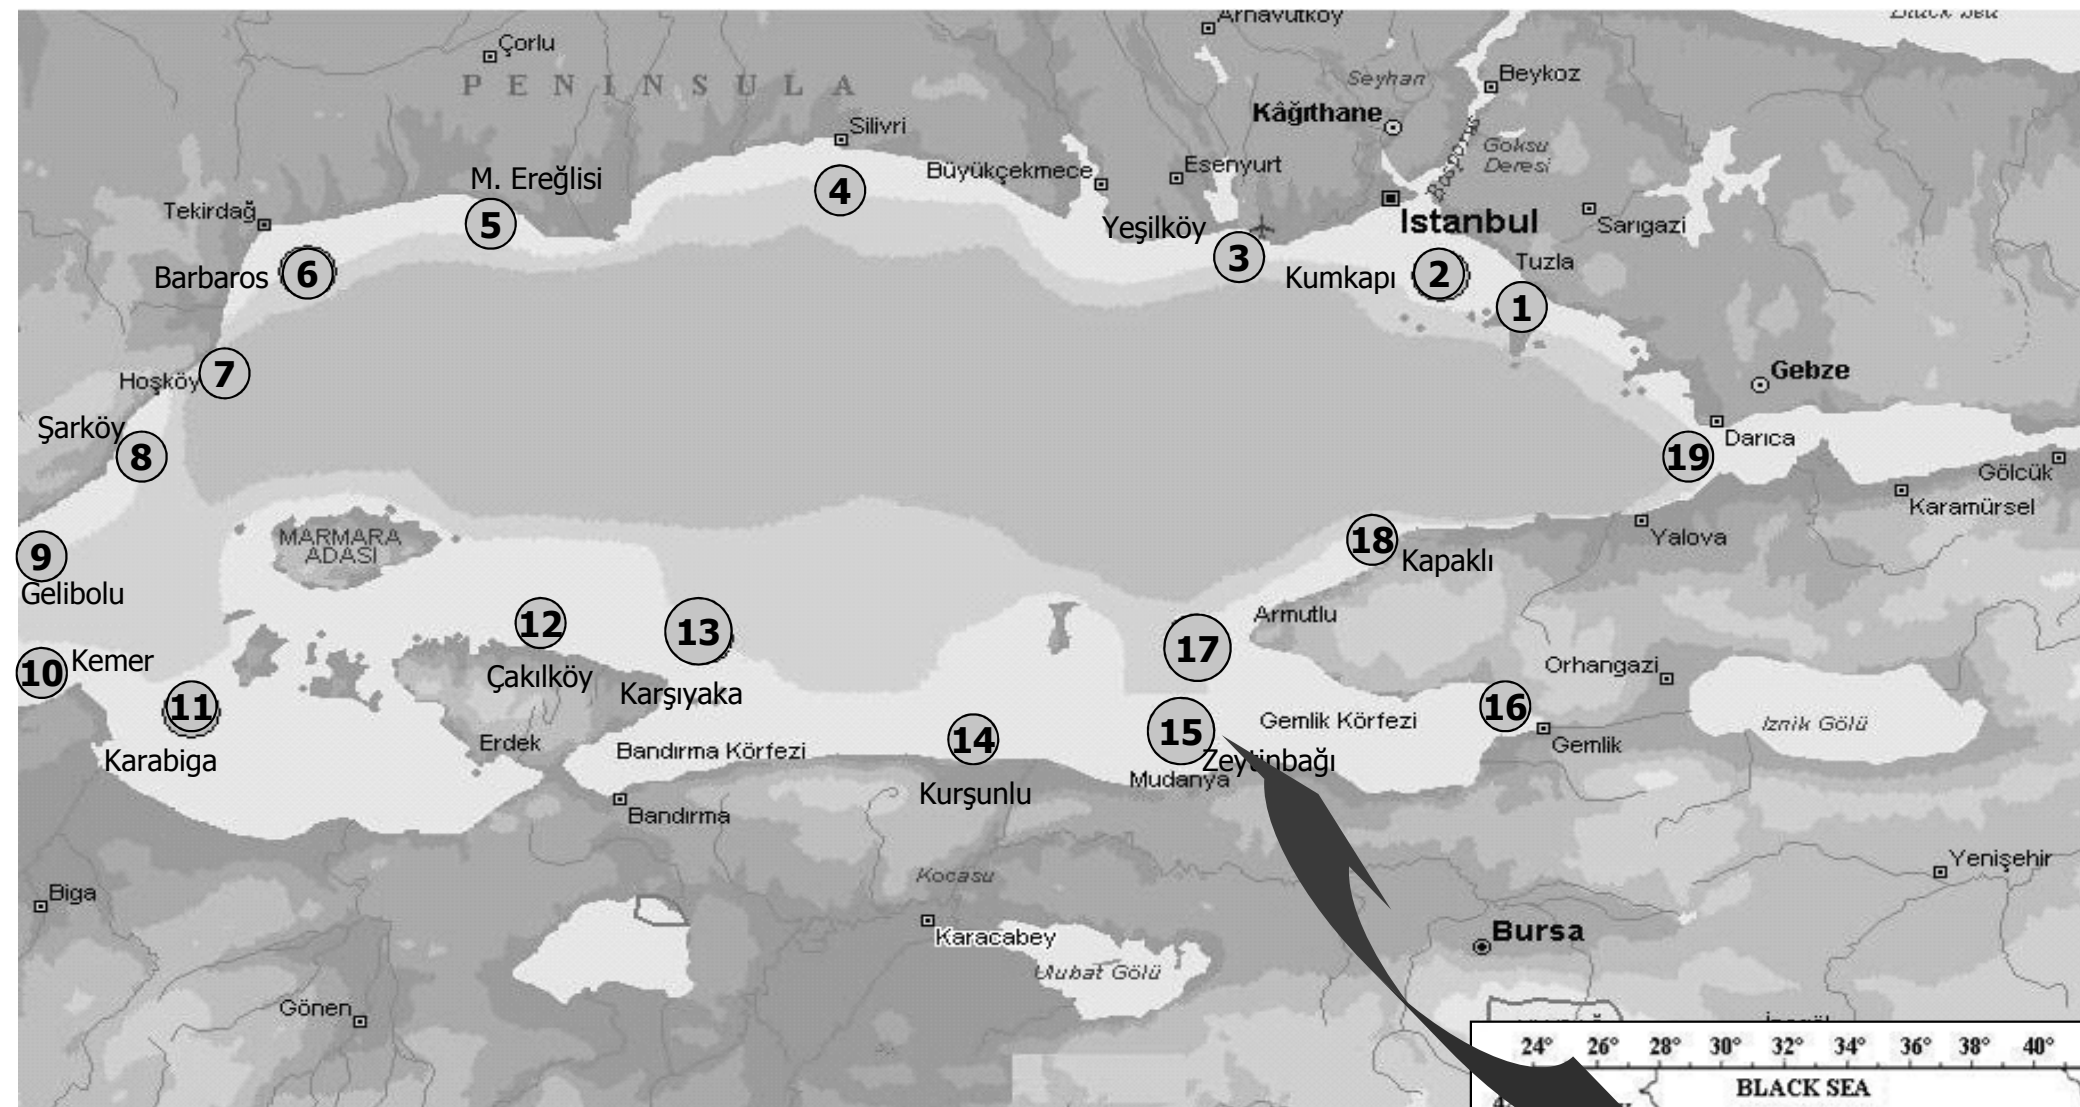 Arnavutköy
Black Sea
Çorlu
PENINSULA
Seyhan
Beykoz
Kâğıthane
Silivri
Göksu
Deresi
Bosporus
M. Ereğlisi
Büyükçekmece
Esenyurt
Tekirdağ
5
4
Yeşilköy
Istanbul
Sarıgazi
Barbaros
6
3
Kumkapı
2
Tuzla
1
Hoşköy
7
Gebze
Şarköy
8
19
Darıca
Gölcük
Karamürsel
MARMARA
ADASI
9
Gelibolu
18
Kapaklı
Yalova
12
13
17
Armutlu
10
Kemer
Çakılköy
Karşıyaka
Orhangazi
11
Karabiga
Erdek
Bandırma Körfezi
14
15
Zeytinbağı
Gemlik Körfezi
16
Gemlik
Iznik Gölü
Mudanya
Kurşunlu
Bandırma
Biga
Kocasu
Yenişehir
Karacabey
Ulubat Gölü
Bursa
Gönen
24° 26° 28° 30° 32° 34° 36° 38° 40°
BLACK SEA